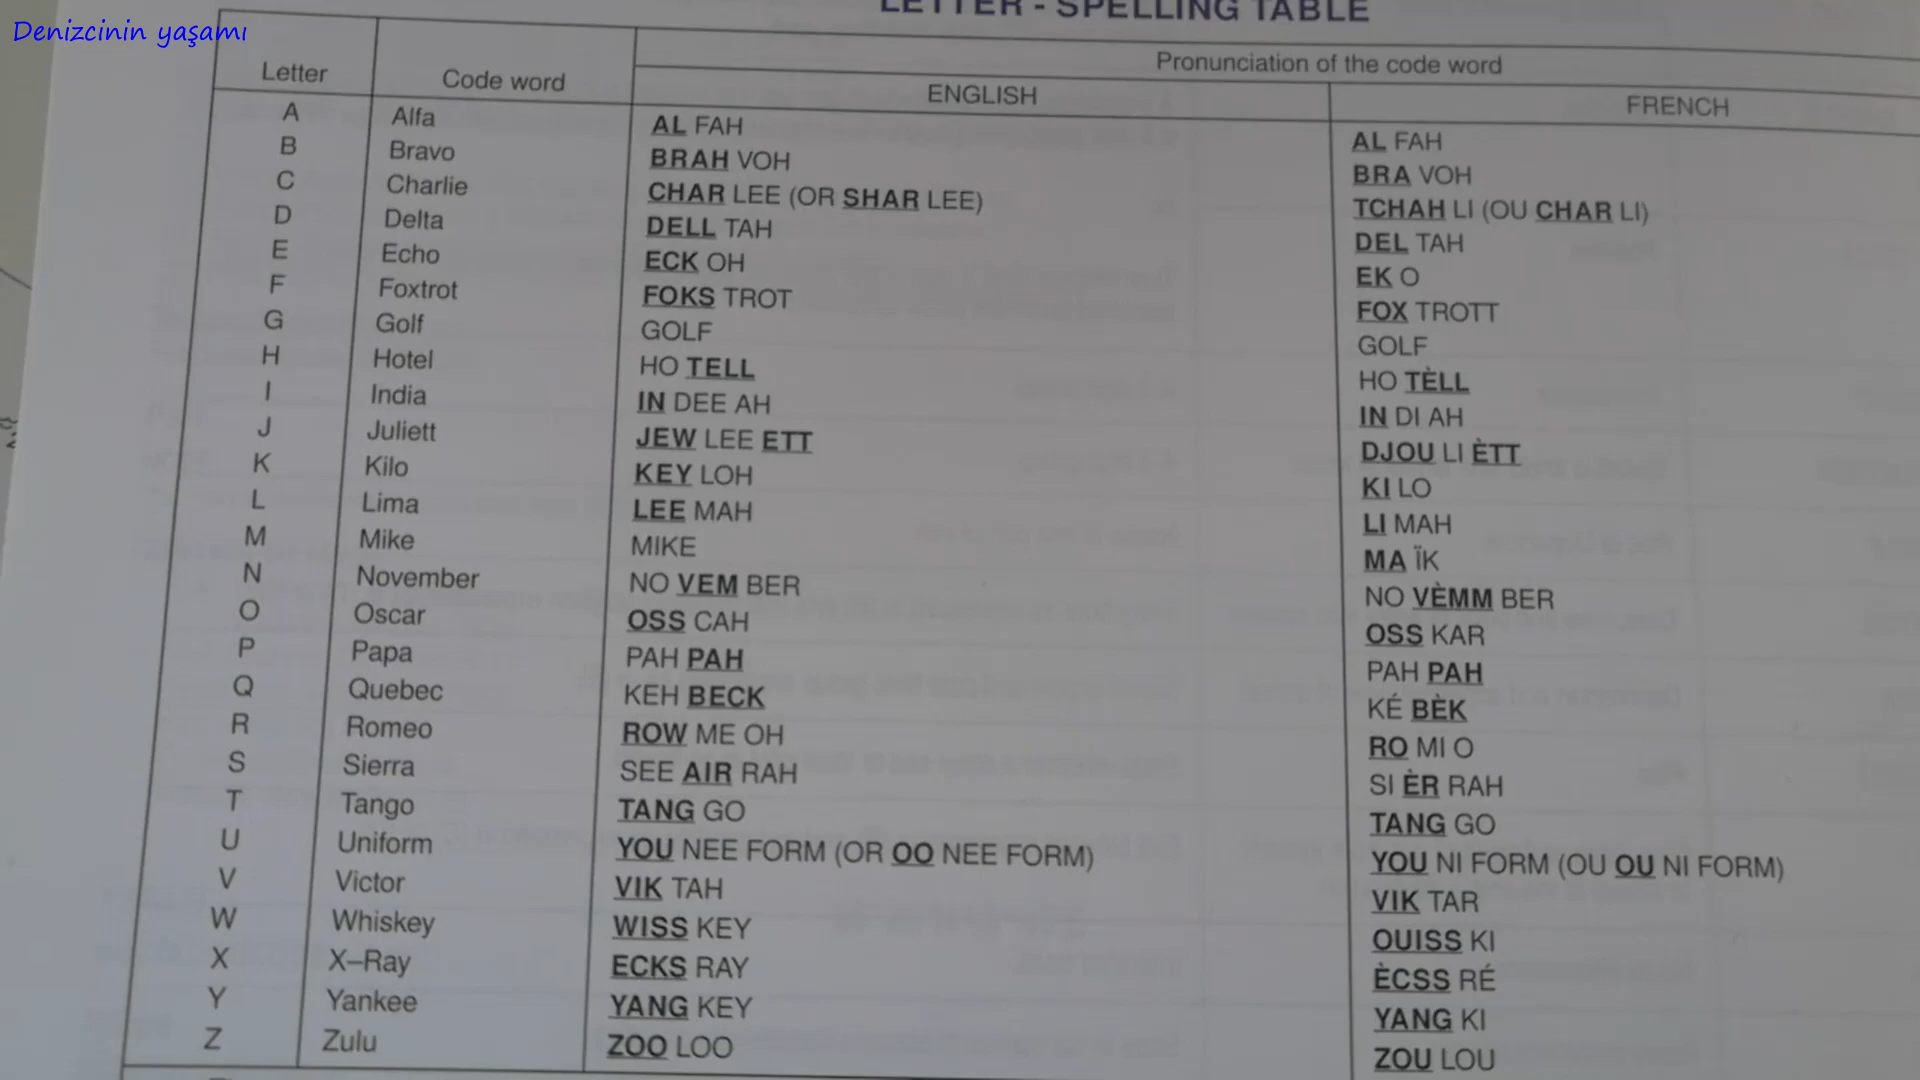 Denizcinin yaşamı
LETTER - SPELLING TABLE
Letter Code word Pronunciation of the code word
ENGLISH FRENCH
A Alfa AL FAH AL FAH
B Bravo BRAH VOH BRA VOH
C Charlie CHAR LEE (OR SHAR LEE) TCHAH LI (OU CHAR LI)
D Delta DELL TAH DEL TAH
E Echo ECK OH EK O
F Foxtrot FOKS TROT FOX TROTT
G Golf GOLF GOLF
H Hotel HO TELL HO TÈLL
I India IN DEE AH IN DI AH
J Juliett JEW LEE ETT DJOU LI ÈTT
K Kilo KEY LOH KI LO
L Lima LEE MAH LI MAH
M Mike MIKE MA ÏK
N November NO VEM BER NO VÈMM BER
O Oscar OSS CAH OSS KAR
P Papa PAH PAH PAH PAH
Q Quebec KEH BECK KÉ BÈK
R Romeo ROW ME OH RO MI O
S Sierra SEE AIR RAH SI ÈR RAH
T Tango TANG GO TANG GO
U Uniform YOU NEE FORM (OR OO NEE FORM) YOU NI FORM (OU OU NI FORM)
V Victor VIK TAH VIK TAR
W Whiskey WISS KEY OUISS KI
X X–Ray ECKS RAY ÈCSS RÉ
Y Yankee YANG KEY YANG KI
Z Zulu ZOO LOO ZOU LOU